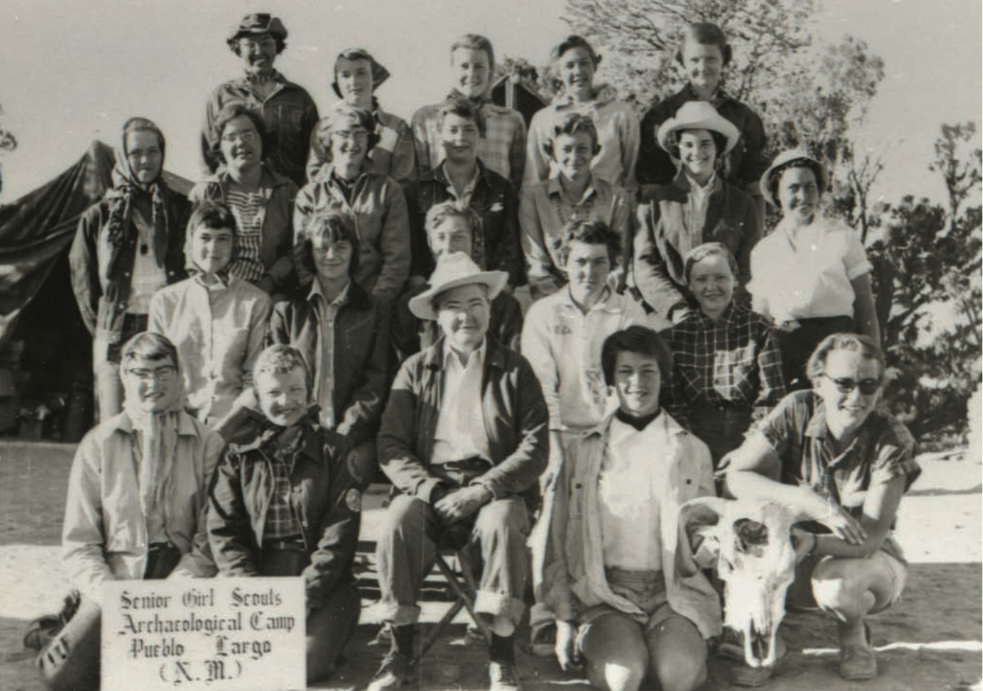 Senior Girl Scouts
Archaeological Camp
Pueblo Largo
(N.M.)